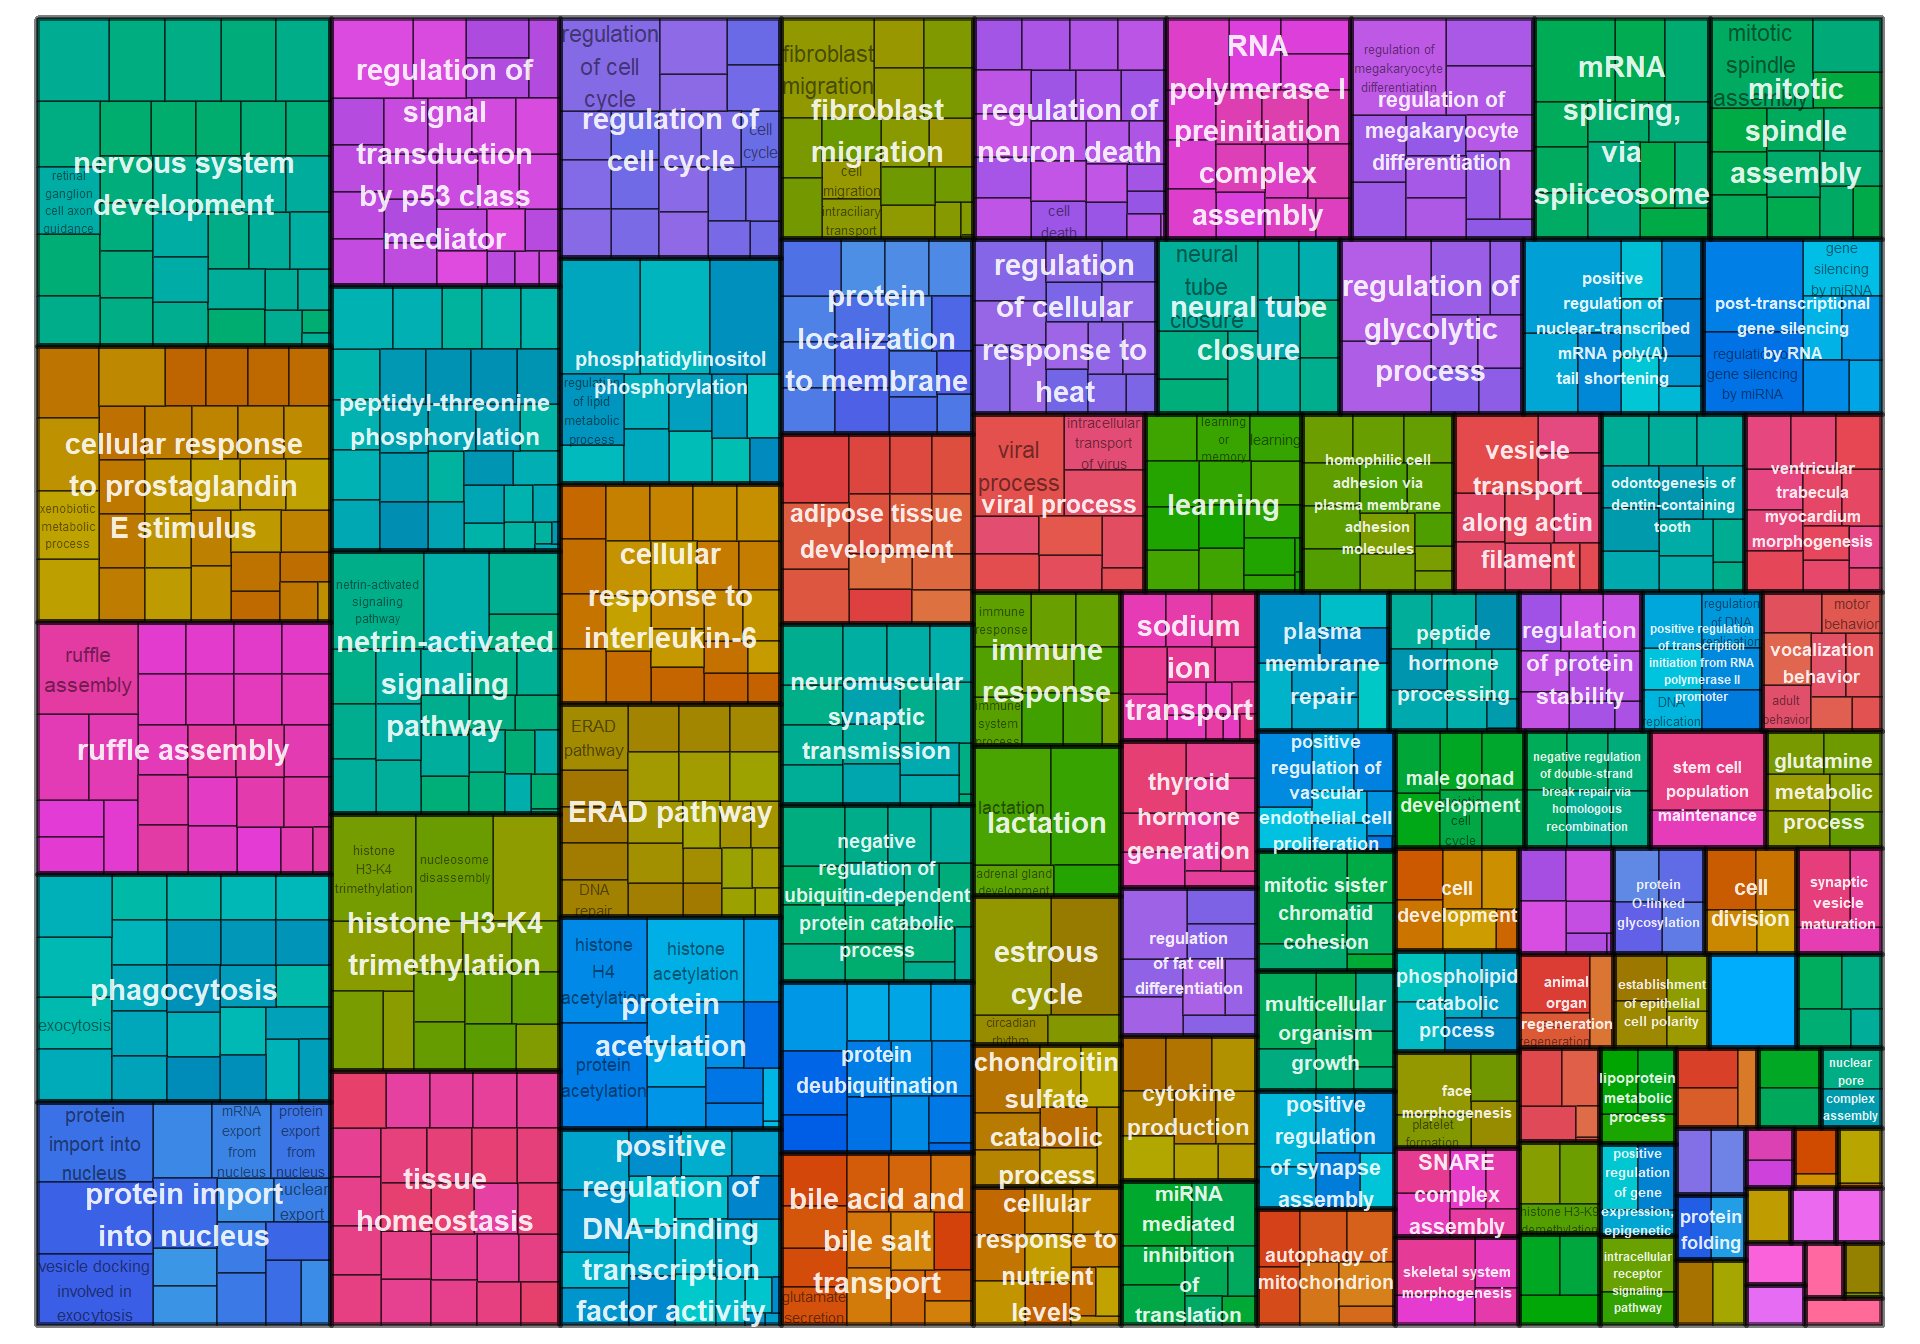 nervous system
development
retinal
ganglion
cell axon
guidance
cellular response
to prostaglandin
E stimulus
xenobiotic
metabolic
process
ruffle
assembly
ruffle assembly
phagocytosis
exocytosis
protein
import into
nucleus
mRNA
export
from
nucleus
protein
export
from
nucleus
protein import
into nucleus
nuclear
export
vesicle docking
involved in
exocytosis
regulation of
signal
transduction
by p53 class
mediator
peptidyl-threonine
phosphorylation
netrin-activated
signaling
pathway
netrin-activated
signaling
pathway
histone
H3-K4
trimethylation
nucleosome
disassembly
histone H3-K4
trimethylation
tissue
homeostasis
regulation
of cell
cycle
regulation of
cell cycle
cell
cycle
phosphatidylinositol
phosphorylation
regulation
of lipid
metabolic
process
cellular
response to
interleukin-6
ERAD
pathway
ERAD pathway
DNA
repair
histone
H4
acetylation
histone
acetylation
protein
acetylation
protein
acetylation
positive
regulation of
DNA-binding
transcription
factor activity
fibroblast
migration
fibroblast
migration
cell
migration
intraciliary
transport
protein
localization
to membrane
adipose tissue
development
neuromuscular
synaptic
transmission
negative
regulation of
ubiquitin-dependent
protein catabolic
process
protein
deubiquitination
bile acid and
bile salt
transport
glutamate
secretion
regulation of
neuron death
cell
death
RNA
polymerase I
preinitiation
complex
assembly
regulation of
megakaryocyte
differentiation
regulation of
megakaryocyte
differentiation
mRNA
splicing,
via
spliceosome
mitotic
spindle
assembly
mitotic
spindle
assembly
regulation
of cellular
response to
heat
neural
tube
closure
neural tube
closure
regulation of
glycolytic
process
positive
regulation of
nuclear-transcribed
mRNA poly(A)
tail shortening
gene
silencing
by miRNA
post-transcriptional
gene silencing
by RNA
regulation of
gene silencing
by miRNA
viral
process
intracellular
transport
of virus
viral process
learning
or
memory
learning
learning
homophilic cell
adhesion via
plasma membrane
adhesion
molecules
vesicle
transport
along actin
filament
odontogenesis of
dentin-containing
tooth
ventricular
trabecula
myocardium
morphogenesis
immune
response
immune
response
immune
system
process
lactation
lactation
adrenal gland
development
estrous
cycle
circadian
rhythm
chondroitin
sulfate
catabolic
process
cellular
response to
nutrient
levels
sodium
ion
transport
thyroid
hormone
generation
regulation
of fat cell
differentiation
cytokine
production
miRNA
mediated
inhibition
of
translation
plasma
membrane
repair
positive
regulation of
vascular
endothelial cell
proliferation
mitotic sister
chromatid
cohesion
multicellular
organism
growth
positive
regulation
of synapse
assembly
autophagy of
mitochondrion
peptide
hormone
processing
male gonad
development
cell
cycle
cell
development
phospholipid
catabolic
process
face
morphogenesis
platelet
formation
SNARE
complex
assembly
skeletal system
morphogenesis
regulation
of protein
stability
regulation
of DNA
replication
positive regulation
of transcription
initiation from RNA
polymerase II
promoter
DNA
replication
motor
behavior
vocalization
behavior
adult
behavior
negative regulation
of double-strand
break repair via
homologous
recombination
stem cell
population
maintenance
glutamine
metabolic
process
protein
O-linked
glycosylation
cell
division
synaptic
vesicle
maturation
animal
organ
regeneration
regeneration
establishment
of epithelial
cell polarity
lipoprotein
metabolic
process
nuclear
pore
complex
assembly
histone H3-K9
demethylation
positive
regulation
of gene
expression,
epigenetic
protein
folding
intracellular
receptor
signaling
pathway